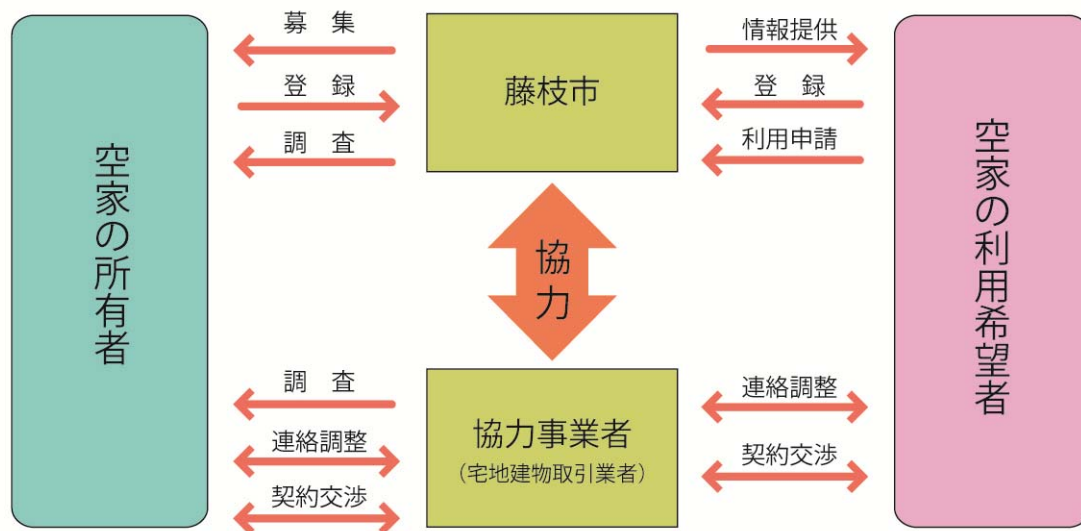 空家の所有者
募　集
登　録
調　査
藤枝市
情報提供
登　録
利用申請
協力
調　査
連絡調整
契約交渉
協力事業者
（宅地建物取引業者）
連絡調整
契約交渉
空家の利用希望者